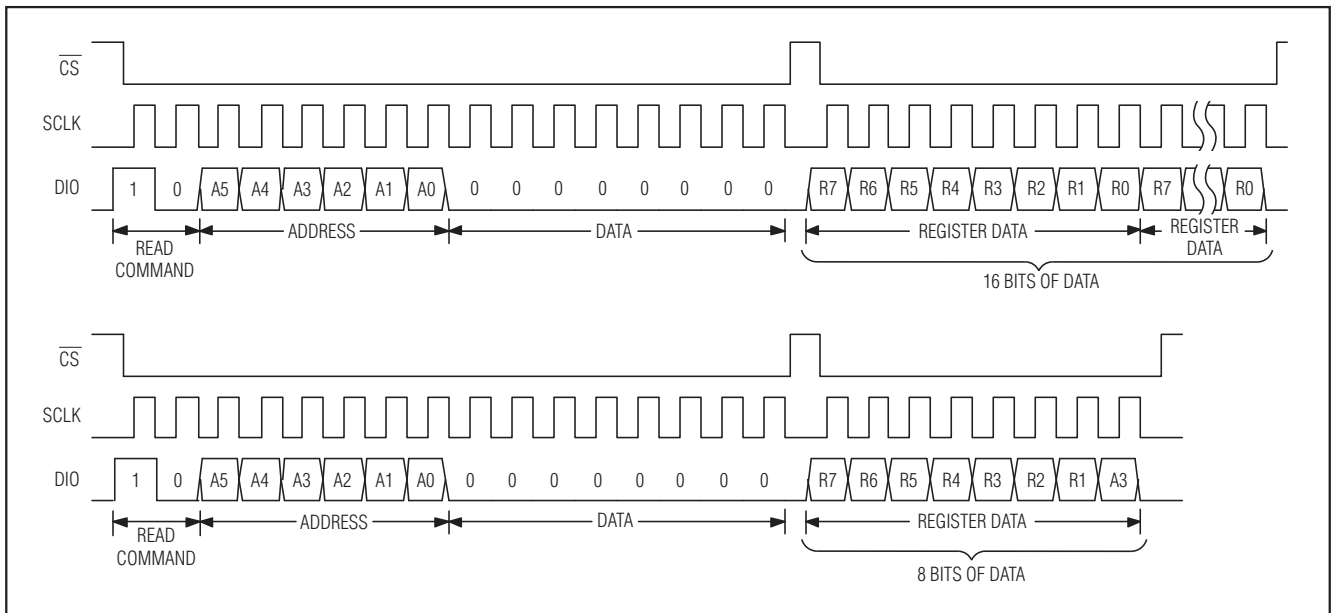 CS
SCLK
DIO 1 0 A5 A4 A3 A2 A1 A0 0 0 0 0 0 0 0 0 R7 R6 R5 R4 R3 R2 R1 R0 R7 R0
READ COMMAND
ADDRESS
DATA
REGISTER DATA
REGISTER DATA
16 BITS OF DATA
CS
SCLK
DIO 1 0 A5 A4 A3 A2 A1 A0 0 0 0 0 0 0 0 0 R7 R6 R5 R4 R3 R2 R1 A3
READ COMMAND
ADDRESS
DATA
REGISTER DATA
8 BITS OF DATA